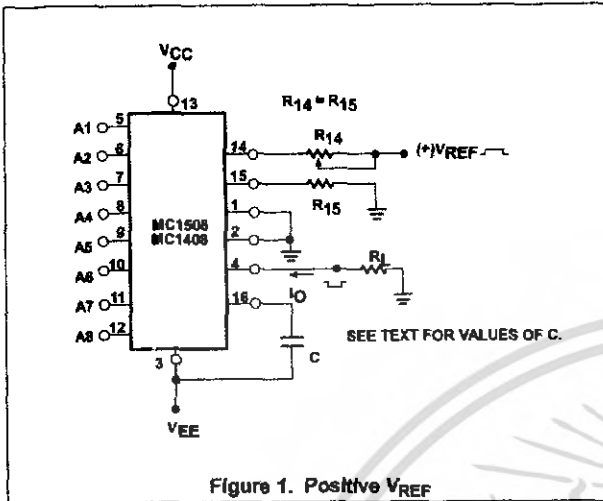 VCC
13
R14 = R15
A1 5
A2 6
A3 7
A4 8
A5 9
A6 10
A7 11
A8 12
MC1508
MC1408
14 R14 (+)VREF
15 R15
1
2
4 RL
IO
16
C
SEE TEXT FOR VALUES OF C.
3
VEE
Figure 1. Positive VREF